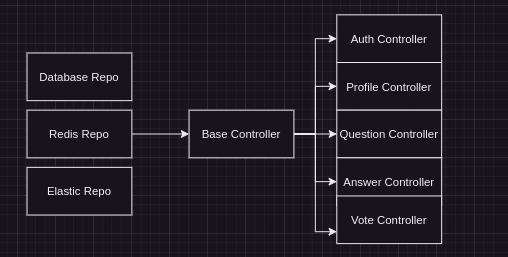 Database Repo
Redis Repo
Elastic Repo
Base Controller
Auth Controller
Profile Controller
Question Controller
Answer Controller
Vote Controller